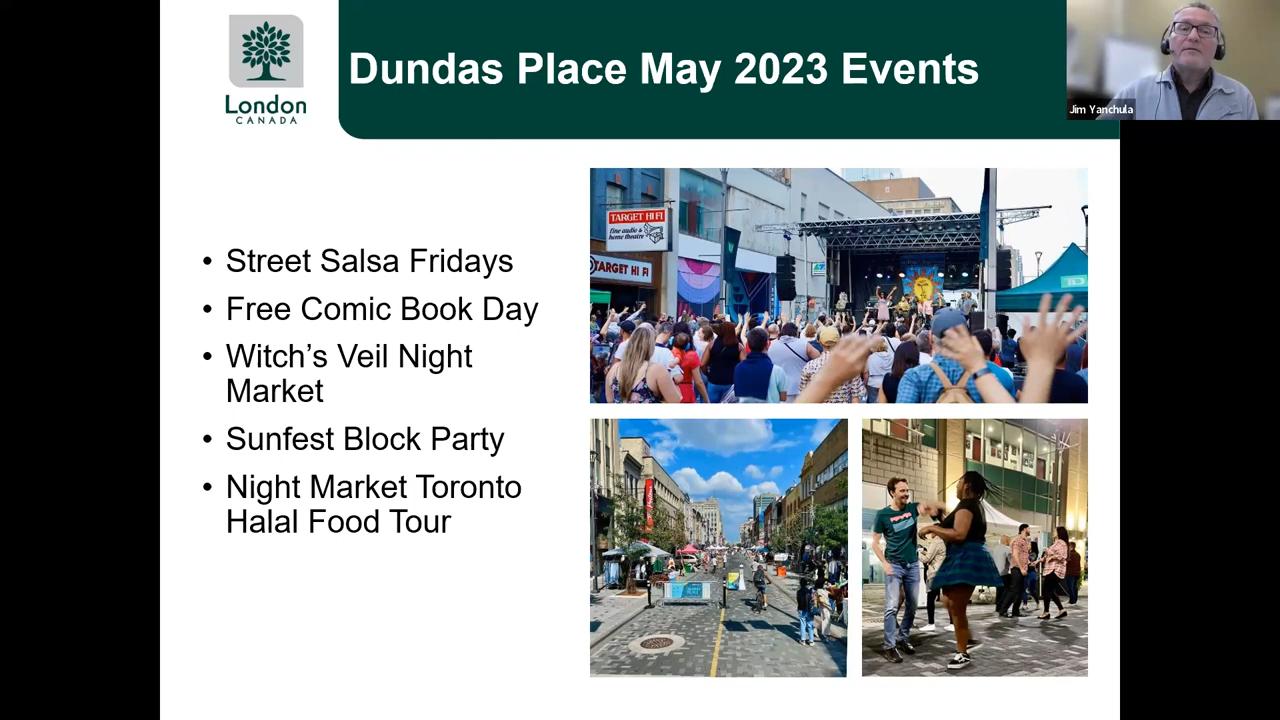 London
CANADA
Dundas Place May 2023 Events
Jim Yanchula
• Street Salsa Fridays
• Free Comic Book Day
• Witch’s Veil Night
Market
• Sunfest Block Party
• Night Market Toronto
Halal Food Tour
TARGET HI FI
fine audio &
home theatre
TARGET HI FI
TD